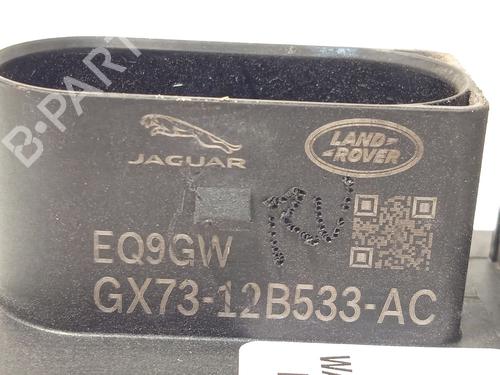 B-PARTS
JAGUAR
LAND-
-ROVER
EQ9GW
GX73-12B533-AC